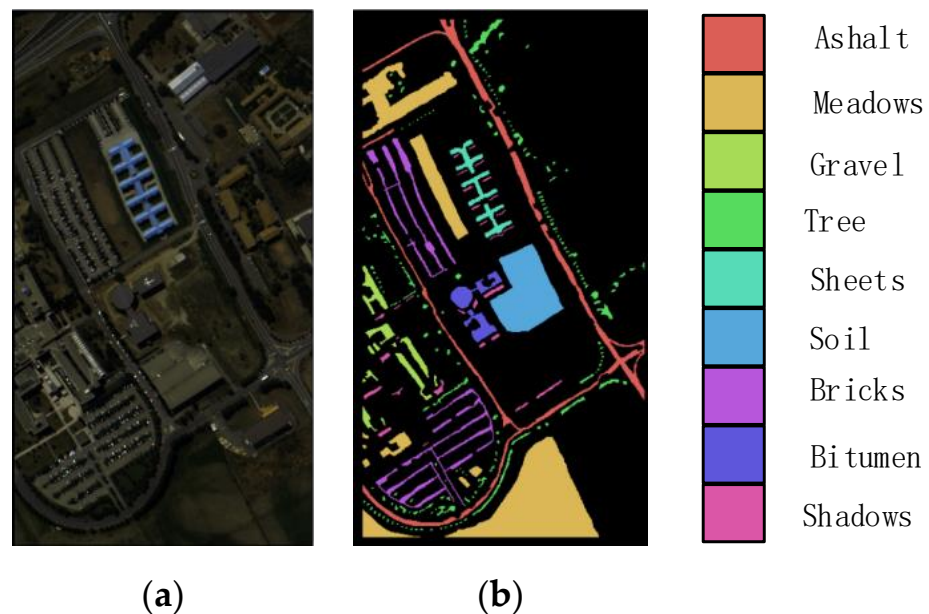 Ashalt
Meadows
Gravel
Tree
Sheets
Soil
Bricks
Bitumen
Shadows
(a)
(b)